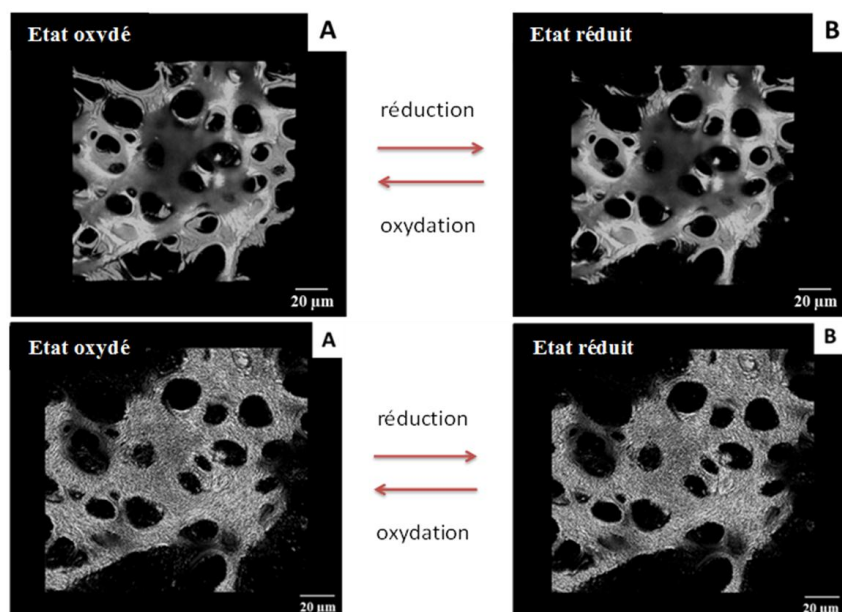 Etat oxydé
A
réduction
oxydation
20 µm
Etat réduit
B
20 µm
Etat oxydé
A
réduction
oxydation
20 µm
Etat réduit
B
20 µm